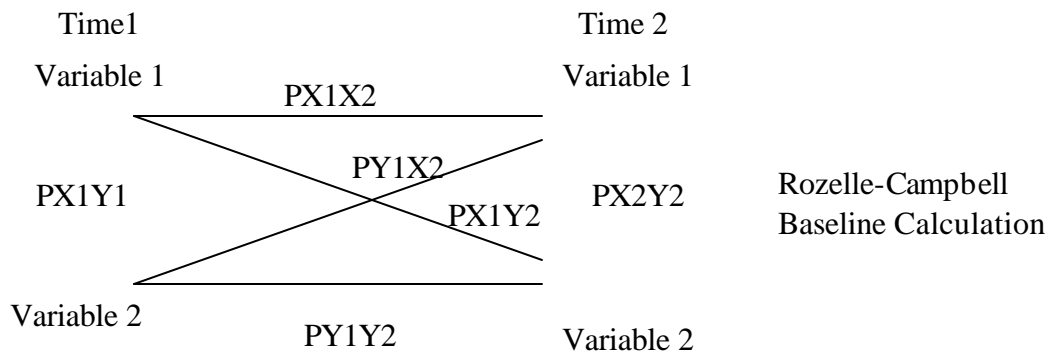 Time1
Time 2
Variable 1
Variable 1
PX1X2
PY1X2
PX1Y1
PX1Y2
PX2Y2
Rozelle-Campbell
Baseline Calculation
Variable 2
PY1Y2
Variable 2